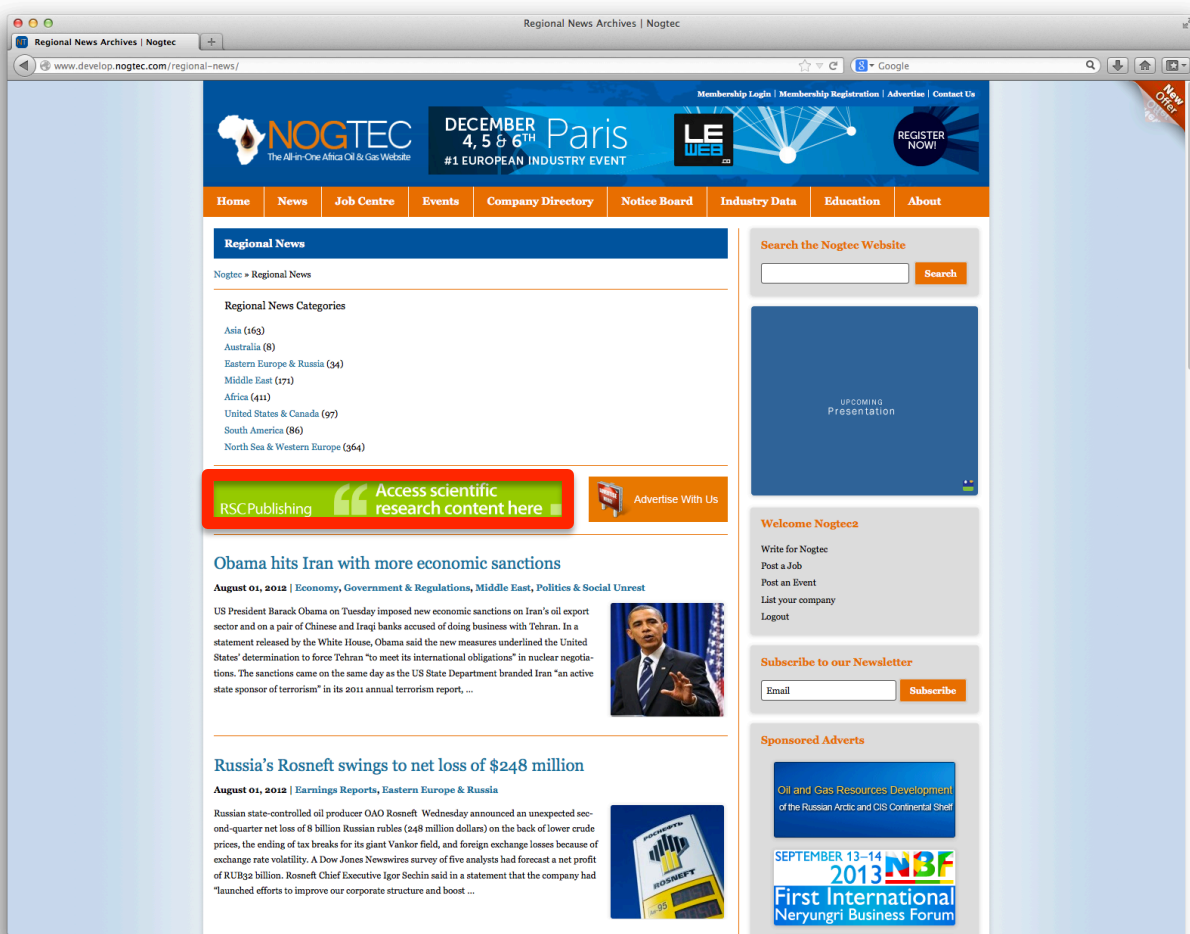 Regional News Archives | Nogtec
NT Regional News Archives | Nogtec +
www.develop.nogtec.com/regional-news/
8 Google
New Offer
Membership Login | Membership Registration | Advertise | Contact Us
NOGTEC
The All-in-One Africa Oil & Gas Website
DECEMBER
4, 5 & 6TH Paris
#1 EUROPEAN INDUSTRY EVENT
LE
WEB
.CO
REGISTER
NOW!
Home News Job Centre Events Company Directory Notice Board Industry Data Education About
Regional News
Nogtec » Regional News
Regional News Categories
Asia (163)
Australia (8)
Eastern Europe & Russia (34)
Middle East (171)
Africa (411)
United States & Canada (97)
South America (86)
North Sea & Western Europe (364)
RSCPublishing
“ Access scientific
research content here
Advertise With Us
Obama hits Iran with more economic sanctions
August 01, 2012 | Economy, Government & Regulations, Middle East, Politics & Social Unrest
US President Barack Obama on Tuesday imposed new economic sanctions on Iran's oil export
sector and on a pair of Chinese and Iraqi banks accused of doing business with Tehran. In a
statement released by the White House, Obama said the new measures underlined the United
States' determination to force Tehran “to meet its international obligations” in nuclear negotia-
tions. The sanctions came on the same day as the US State Department branded Iran “an active
state sponsor of terrorism” in its 2011 annual terrorism report, ...
Russia's Rosneft swings to net loss of $248 million
August 01, 2012 | Earnings Reports, Eastern Europe & Russia
Russian state-controlled oil producer OAO Rosneft Wednesday announced an unexpected sec-
ond-quarter net loss of 8 billion Russian rubles (248 million dollars) on the back of lower crude
prices, the ending of tax breaks for its giant Vankor field, and foreign exchange losses because of
exchange rate volatility. A Dow Jones Newswires survey of five analysts had forecast a net profit
of RUB32 billion. Rosneft Chief Executive Igor Sechin said in a statement that the company had
“launched efforts to improve our corporate structure and boost ...
РОСНЕФТЬ
ROSNEFT
95
Search the Nogtec Website
Search
UPCOMING
Presentation
Welcome Nogtec2
Write for Nogtec
Post a Job
Post an Event
List your company
Logout
Subscribe to our Newsletter
Email Subscribe
Sponsored Adverts
Oil and Gas Resources Development
of the Russian Arctic and CIS Continental Shelf
SEPTEMBER 13–14
2013 NBF
First International
Neryungri Business Forum